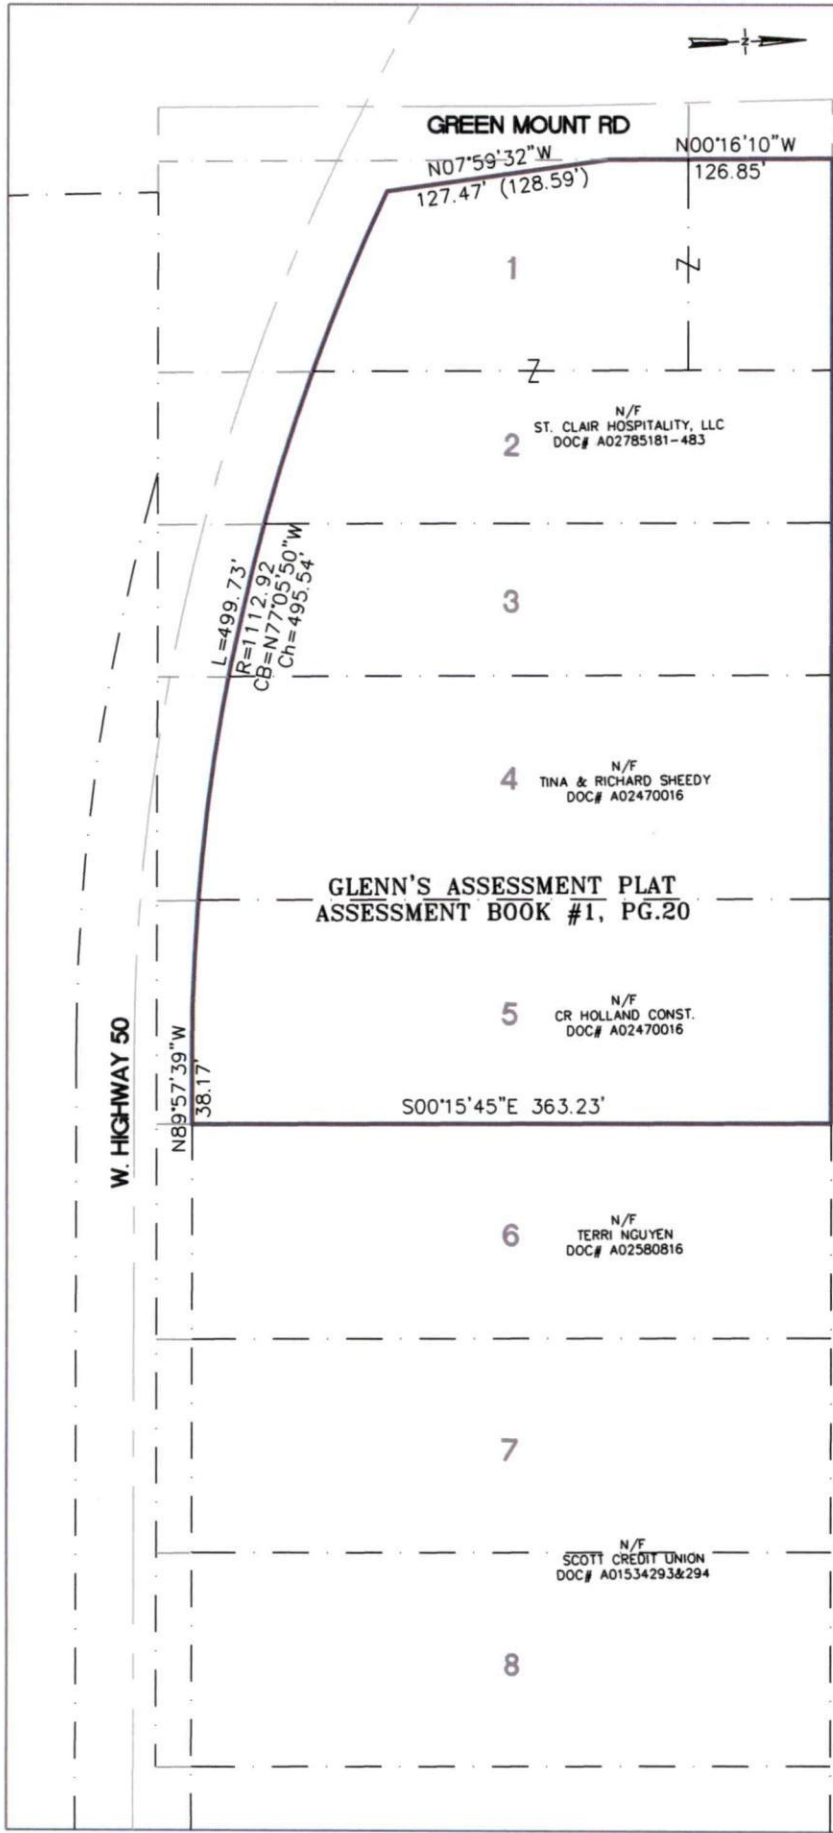 GREEN MOUNT RD
N07°59'32"W
127.47' (128.59')
N00°16'10"W
126.85'
1
N/F
ST. CLAIR HOSPITALITY, LLC
DOC# A02785181-483
2
3
L=499.73'
R=1112.92
CB=N77°05'50"W
Ch=495.54'
4
N/F
TINA & RICHARD SHEEDY
DOC# A02470016
GLENN'S ASSESSMENT PLAT
ASSESSMENT BOOK #1, PG.20
5
N/F
CR HOLLAND CONST.
DOC# A02470016
W. HIGHWAY 50
N89°57'39"W
38.17'
S00°15'45"E 363.23'
6
N/F
TERRI NGUYEN
DOC# A02580816
7
N/F
SCOTT CREDIT UNION
DOC# A01534293&294
8